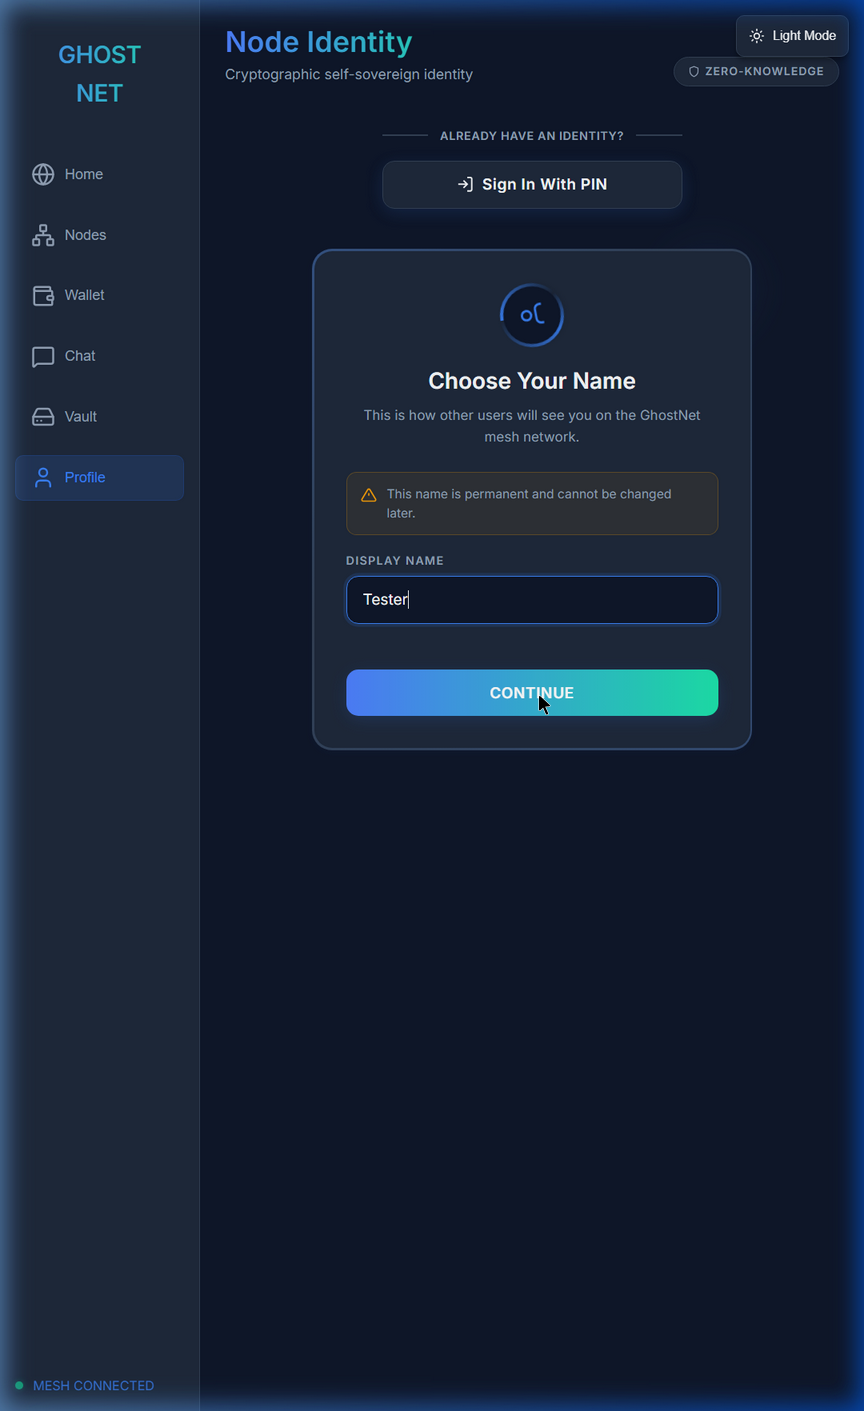 GHOST
NET
Home
Nodes
Wallet
Chat
Vault
Profile
MESH CONNECTED
Node Identity
Cryptographic self-sovereign identity
Light Mode
ZERO-KNOWLEDGE
ALREADY HAVE AN IDENTITY?
Sign In With PIN
Choose Your Name
This is how other users will see you on the GhostNet
mesh network.
This name is permanent and cannot be changed
later.
DISPLAY NAME
Tester
CONTINUE